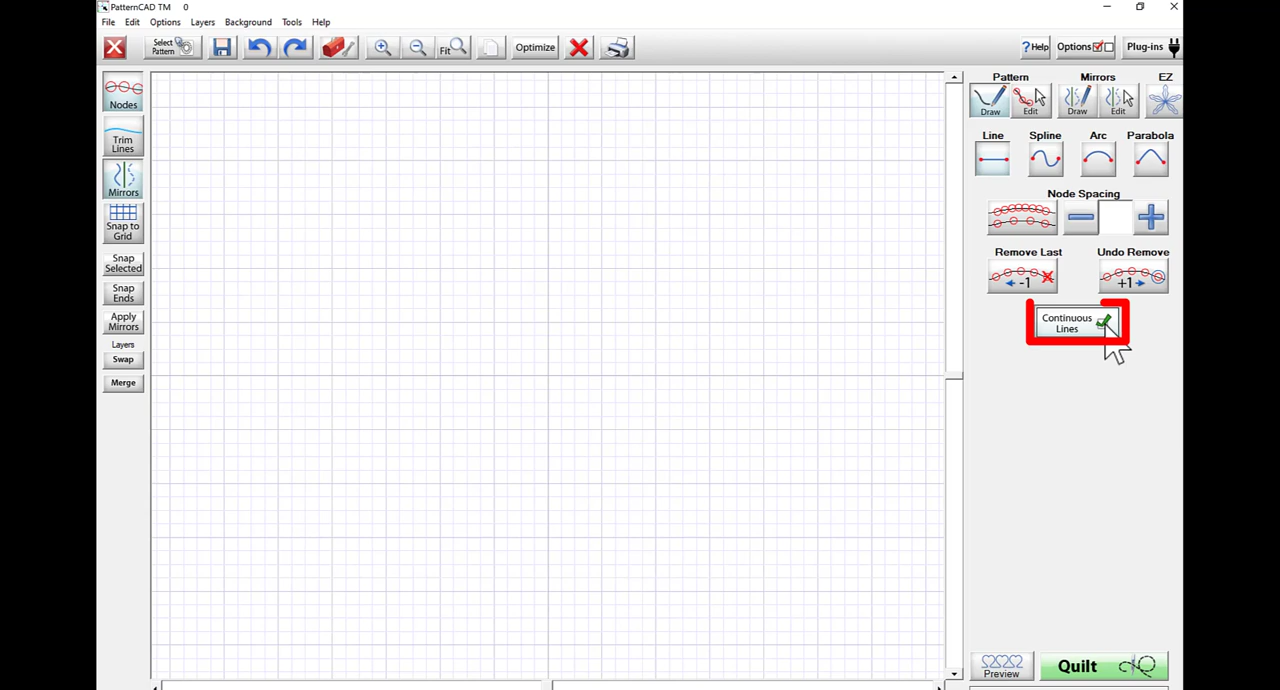 PatternCAD TM 0
File Edit Options Layers Background Tools Help
Select Pattern Fit Optimize ?Help Options Plug-ins
Nodes
Trim
Lines
Mirrors
Snap to
Grid
Snap
Selected
Snap
Ends
Apply
Mirrors
Layers
Swap
Merge
Pattern Mirrors EZ
Draw Edit Draw Edit
Line Spline Arc Parabola
Node Spacing
Remove Last Undo Remove
-1 +1
Continuous
Lines
Preview Quilt